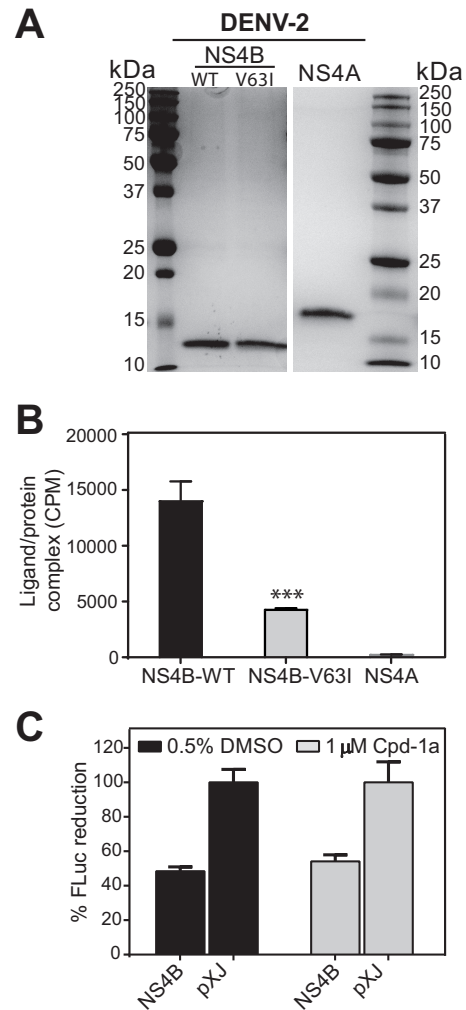 A
DENV-2
NS4B
kDa WT V63I NS4A kDa
250
150
100
75
50
37
25
20
15
10
250
150
100
75
50
37
25
20
15
10
B
Ligand/protein
complex (CPM)
20000
15000
10000
5000
0
***
NS4B-WT NS4B-V63I NS4A
C
0.5% DMSO 1 µM Cpd-1a
% FLuc reduction
120
100
80
60
40
20
0
NS4B pXJ NS4B pXJ